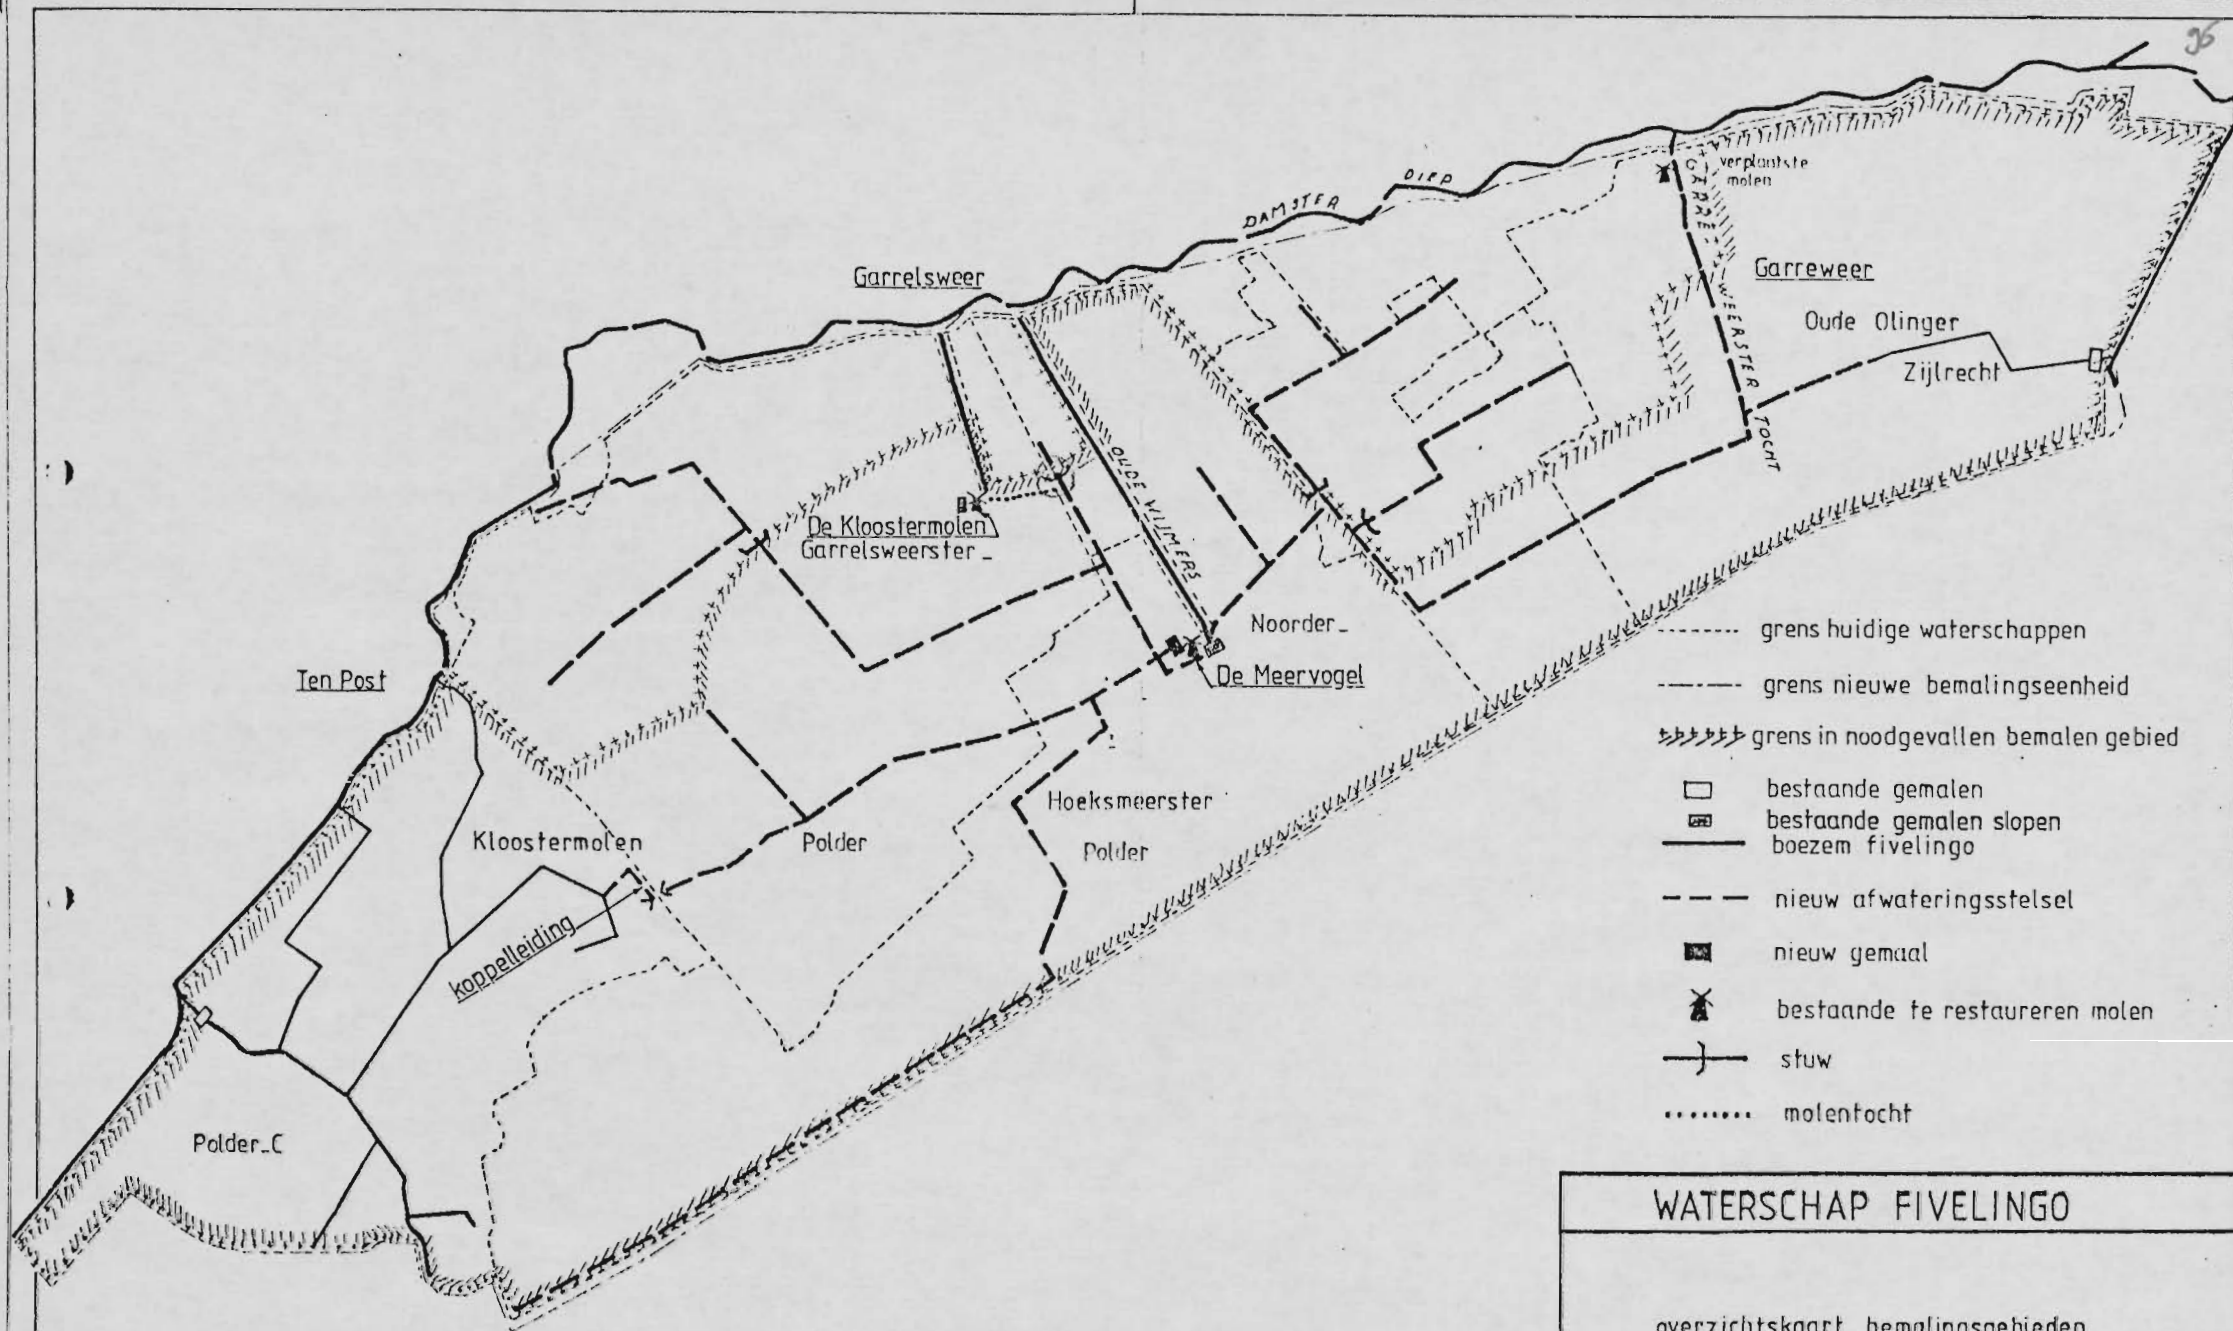 96
DAMSTER DIEP
verplaatste
molen
GARRE-
WEERSTER
TOCHT
Garrelsweer
Garreweer
Oude Olinger
Zijlrecht
OUDE WIJMERS
De Kloostermolen
Garrelsweerster_
Noorder_
De Meervogel
Ten Post
Hoeksmeerster
Polder
Kloostermolen
Polder
koppelleiding
Polder_C
grens huidige waterschappen
grens nieuwe bemalingseenheid
grens in noodgevallen bemalen gebied
bestaande gemalen
bestaande gemalen slopen
boezem fivelingo
nieuw afwateringsstelsel
nieuw gemaal
bestaande te restaureren molen
stuw
molentocht
WATERSCHAP FIVELINGO
overzichtskaart bemalingsgebieden